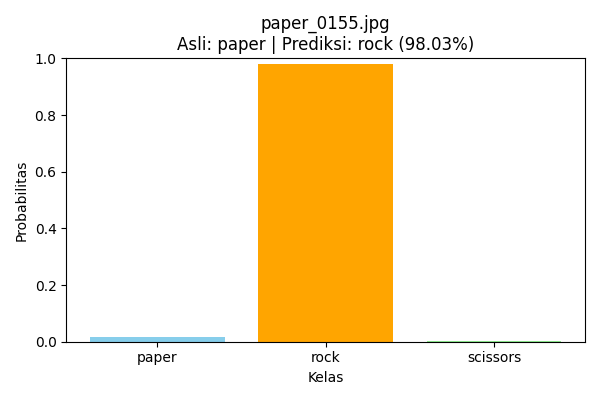 paper_0155.jpg
Asli: paper | Prediksi: rock (98.03%)
1.0
0.8
0.6
0.4
0.2
0.0
Probabilitas
paper rock scissors
Kelas